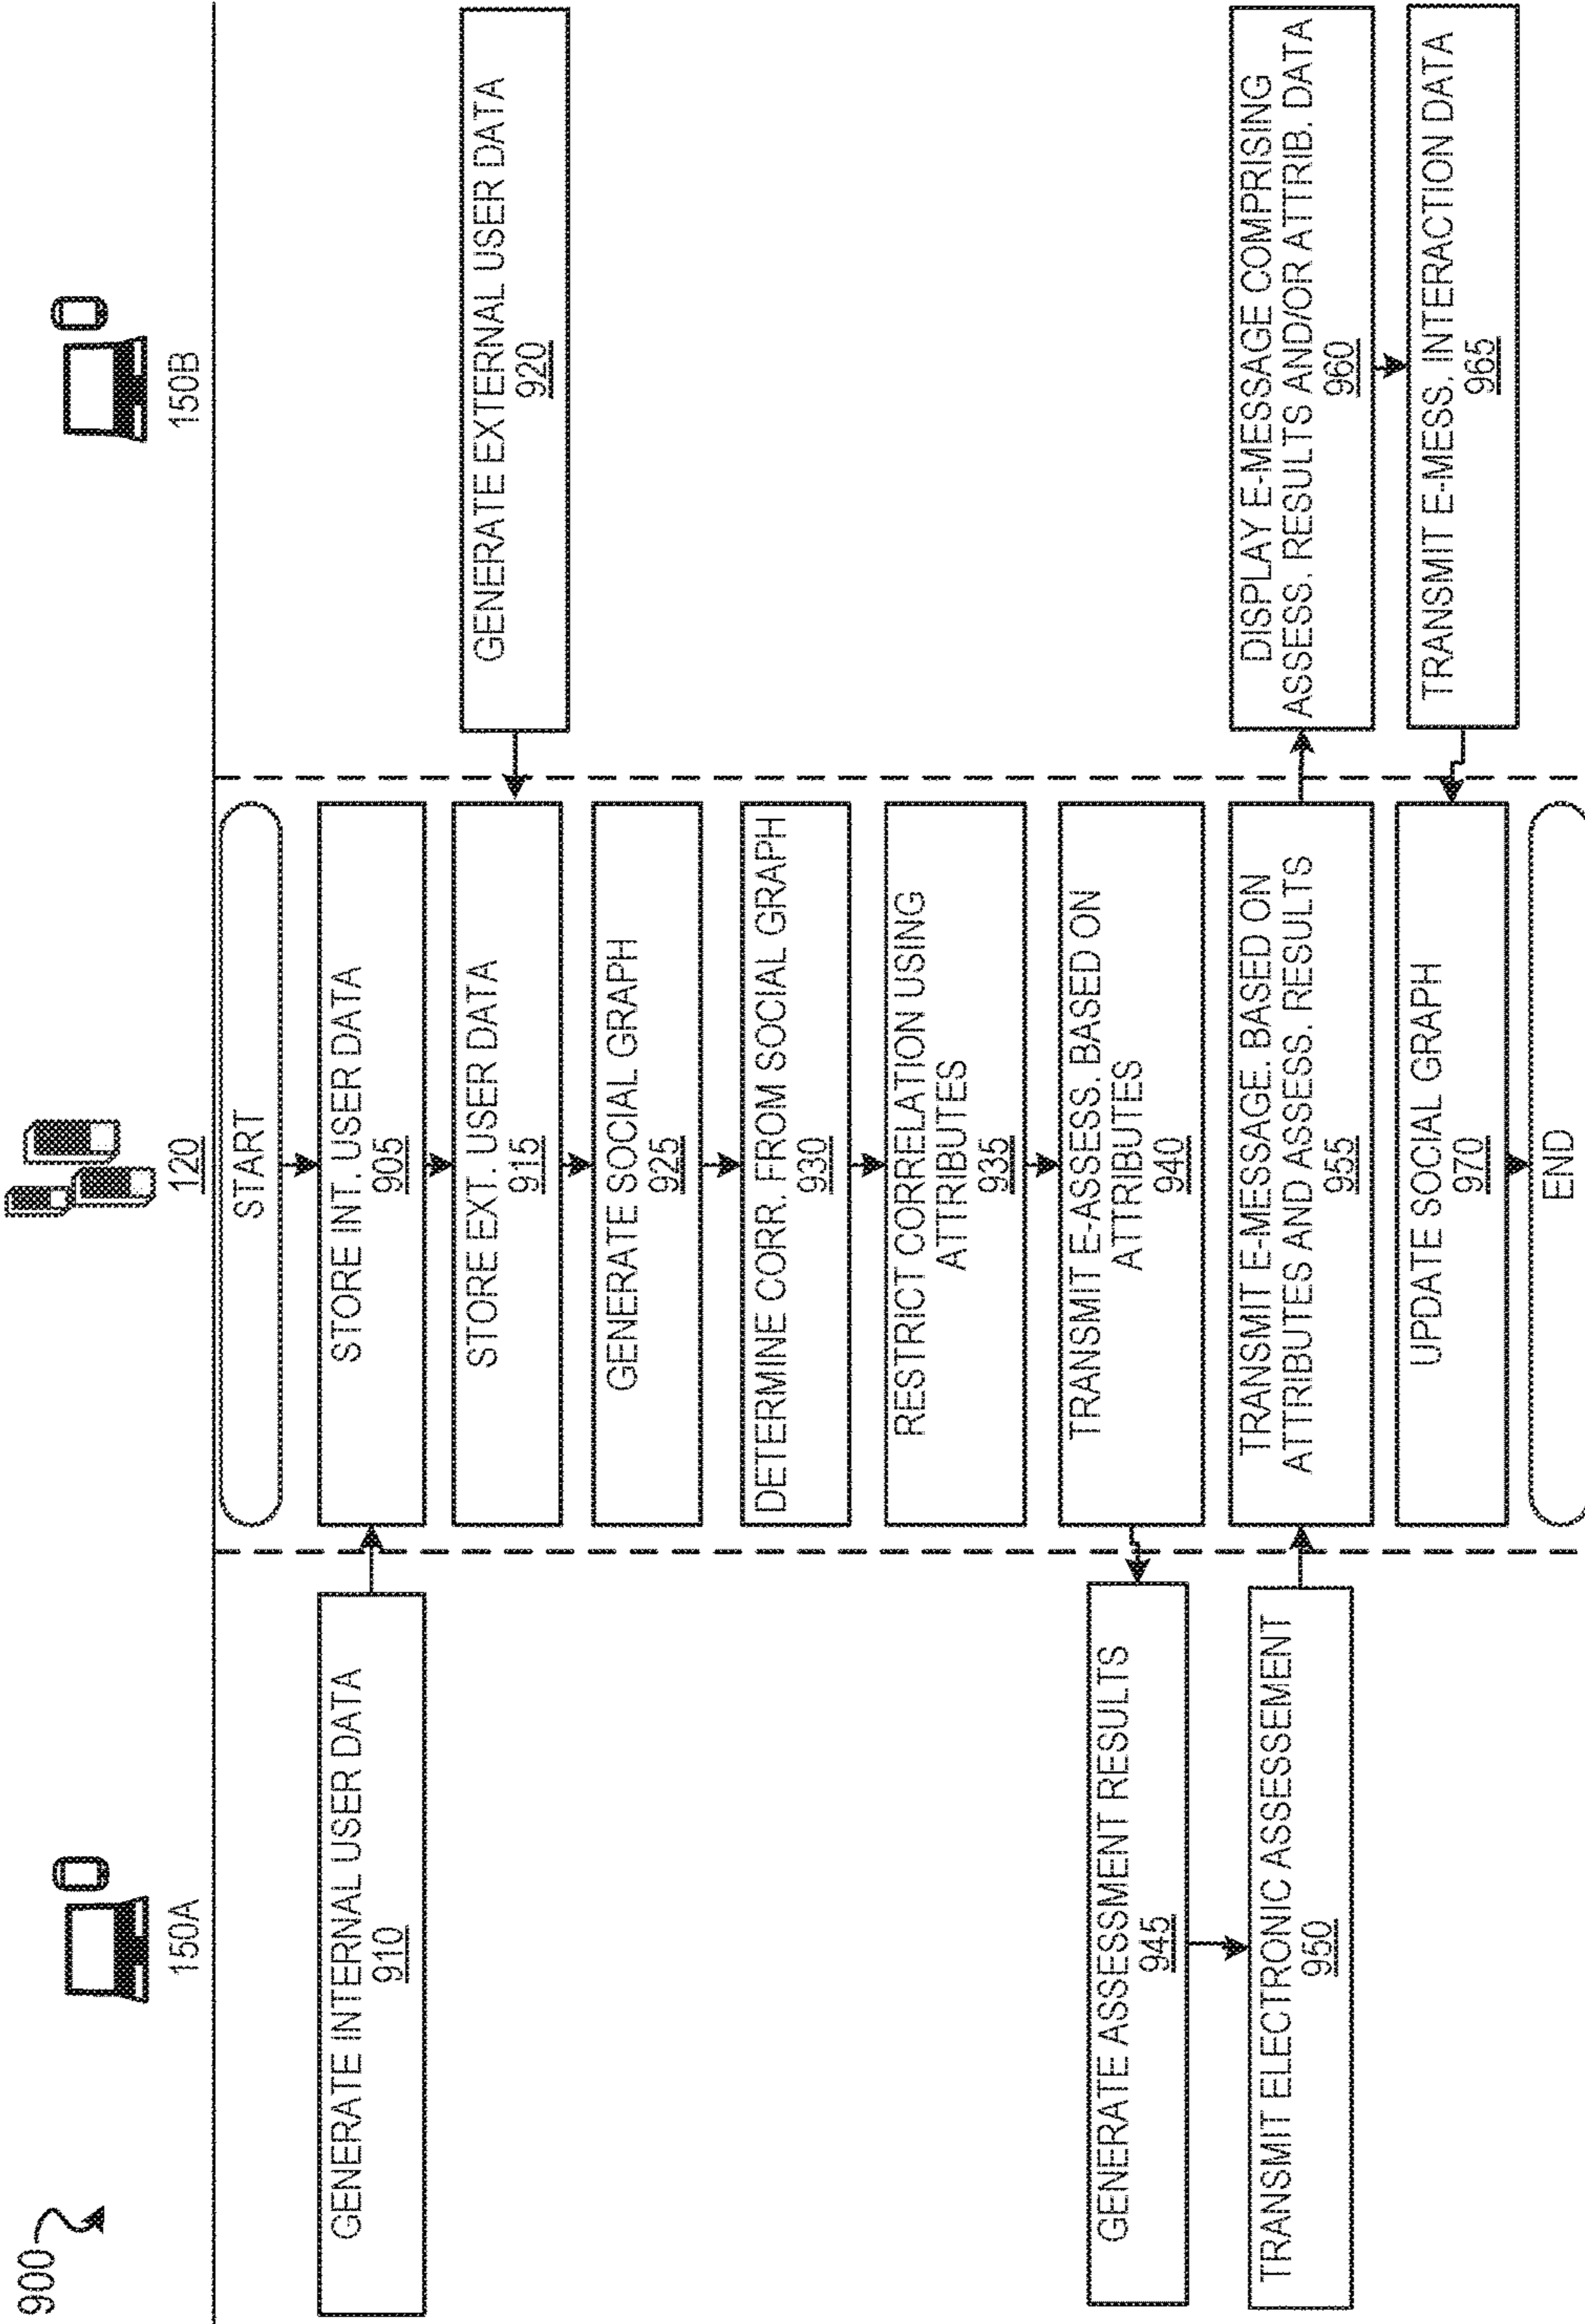 900
150A
120
150B
START
GENERATE INTERNAL USER DATA
910
STORE INT. USER DATA
905
STORE EXT. USER DATA
915
GENERATE EXTERNAL USER DATA
920
GENERATE SOCIAL GRAPH
925
DETERMINE CORR. FROM SOCIAL GRAPH
930
RESTRICT CORRELATION USING
ATTRIBUTES
935
TRANSMIT E-ASSESS. BASED ON
ATTRIBUTES
940
GENERATE ASSESSMENT RESULTS
945
TRANSMIT ELECTRONIC ASSESSEMENT
950
TRANSMIT E-MESSAGE. BASED ON
ATTRIBUTES AND ASSESS. RESULTS
955
DISPLAY E-MESSAGE COMPRISING
ASSESS. RESULTS AND/OR ATTRIB. DATA
960
TRANSMIT E-MESS. INTERACTION DATA
965
UPDATE SOCIAL GRAPH
970
END